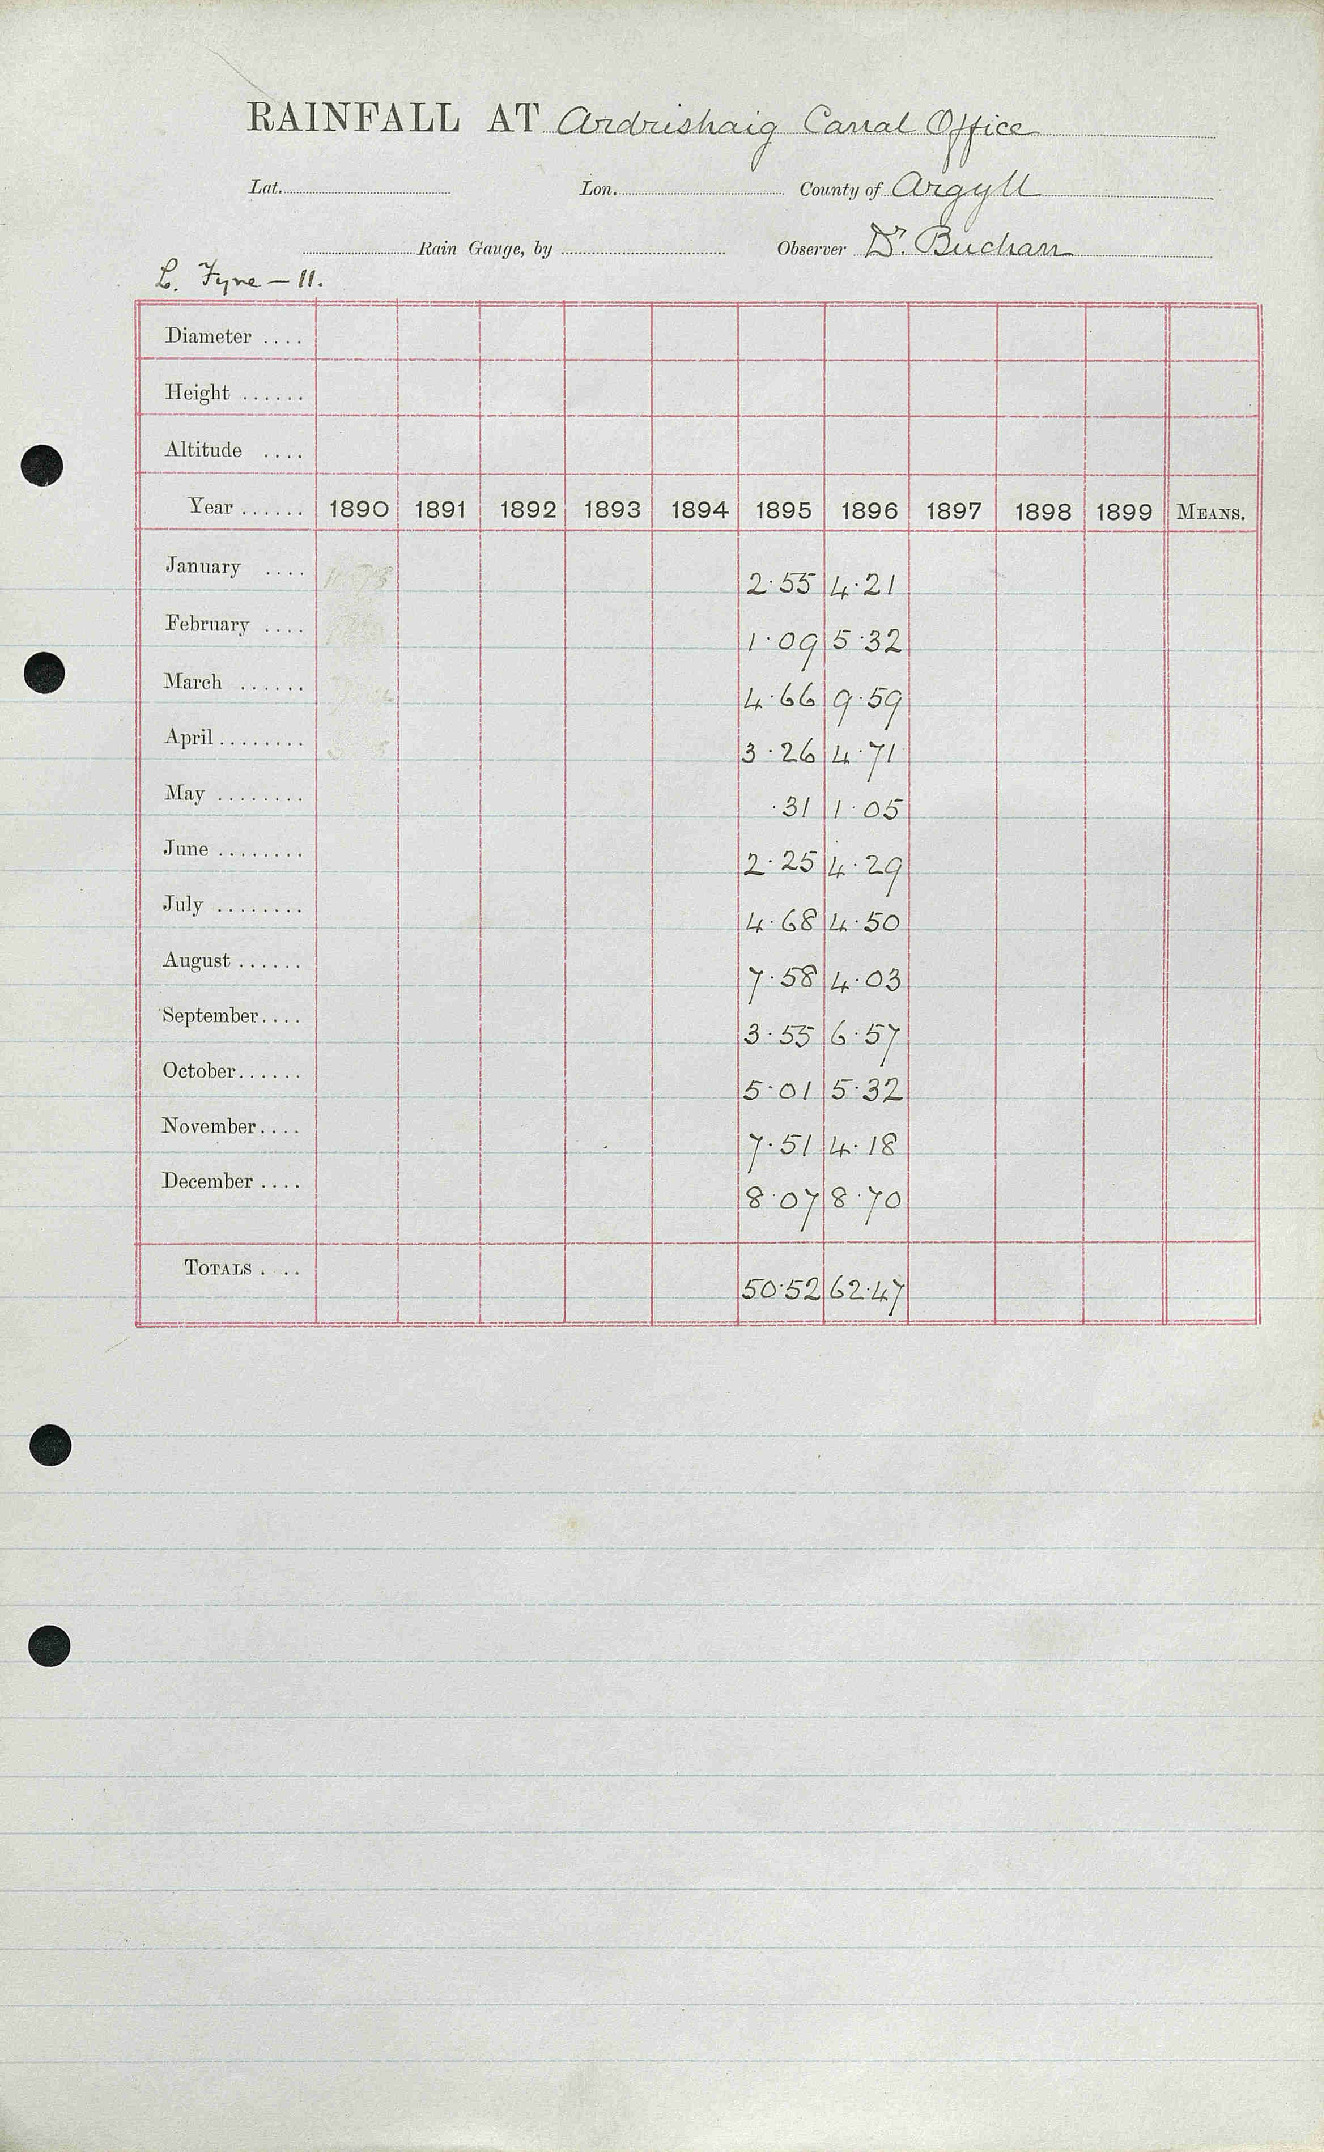 RAINFALL AT Ardrishaig Canal Office
Lat. Lon. County of Argyll
Rain Gauge, by Observer Dr. Buchan
L. Fyne – 11.
Diameter ....
Height ......
Altitude ....
Year ...... 1890 1891 1892 1893 1894 1895 1896 1897 1898 1899 MEANS.
January .... 2·55 4·21
February .... 1·09 5·32
March ...... 4·66 9·59
April ........ 3·26 4·71
May ........ ·31 1·05
June ........ 2·25 4·29
July ........ 4·68 4·50
August ...... 7·58 4·03
September.... 3·55 6·57
October...... 5·01 5·32
November.... 7·51 4·18
December .... 8·07 8·70
TOTALS .... 50·52 62·47